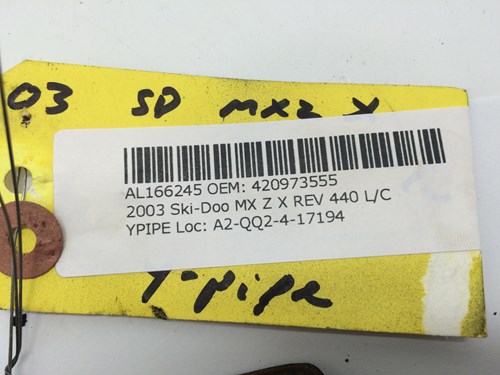 03 SD MXZ X
AL166245 OEM: 420973555
2003 Ski-Doo MX Z X REV 440 L/C
YPIPE Loc: A2-QQ2-4-17194
Y-pipe